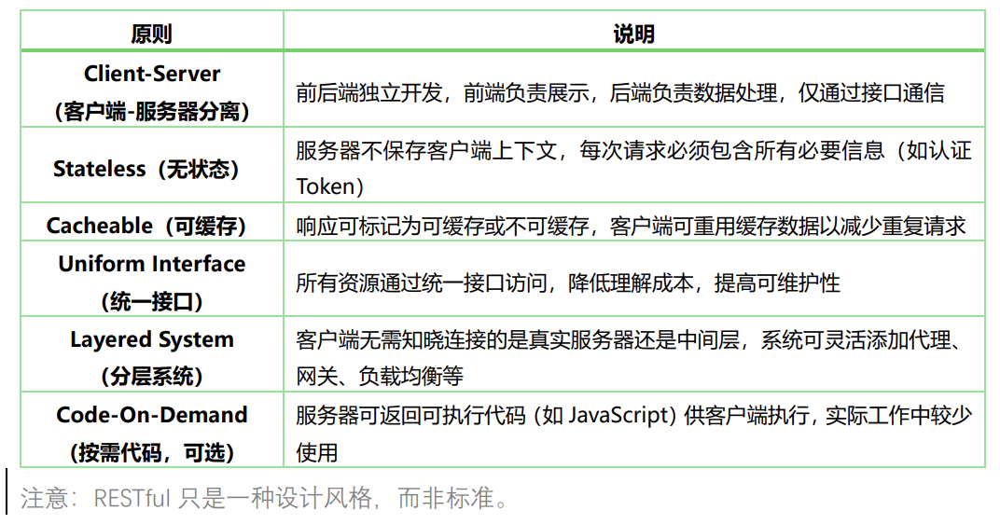 原则
说明
Client-Server
（客户端-服务器分离）
前后端独立开发，前端负责展示，后端负责数据处理，仅通过接口通信
Stateless（无状态）
服务器不保存客户端上下文，每次请求必须包含所有必要信息（如认证
Token）
Cacheable（可缓存）
响应可标记为可缓存或不可缓存，客户端可重用缓存数据以减少重复请求
Uniform Interface
（统一接口）
所有资源通过统一接口访问，降低理解成本，提高可维护性
Layered System
（分层系统）
客户端无需知晓连接的是真实服务器还是中间层，系统可灵活添加代理、
网关、负载均衡等
Code-On-Demand
（按需代码，可选）
服务器可返回可执行代码（如 JavaScript）供客户端执行，实际工作中较少
使用
注意：RESTful 只是一种设计风格，而非标准。